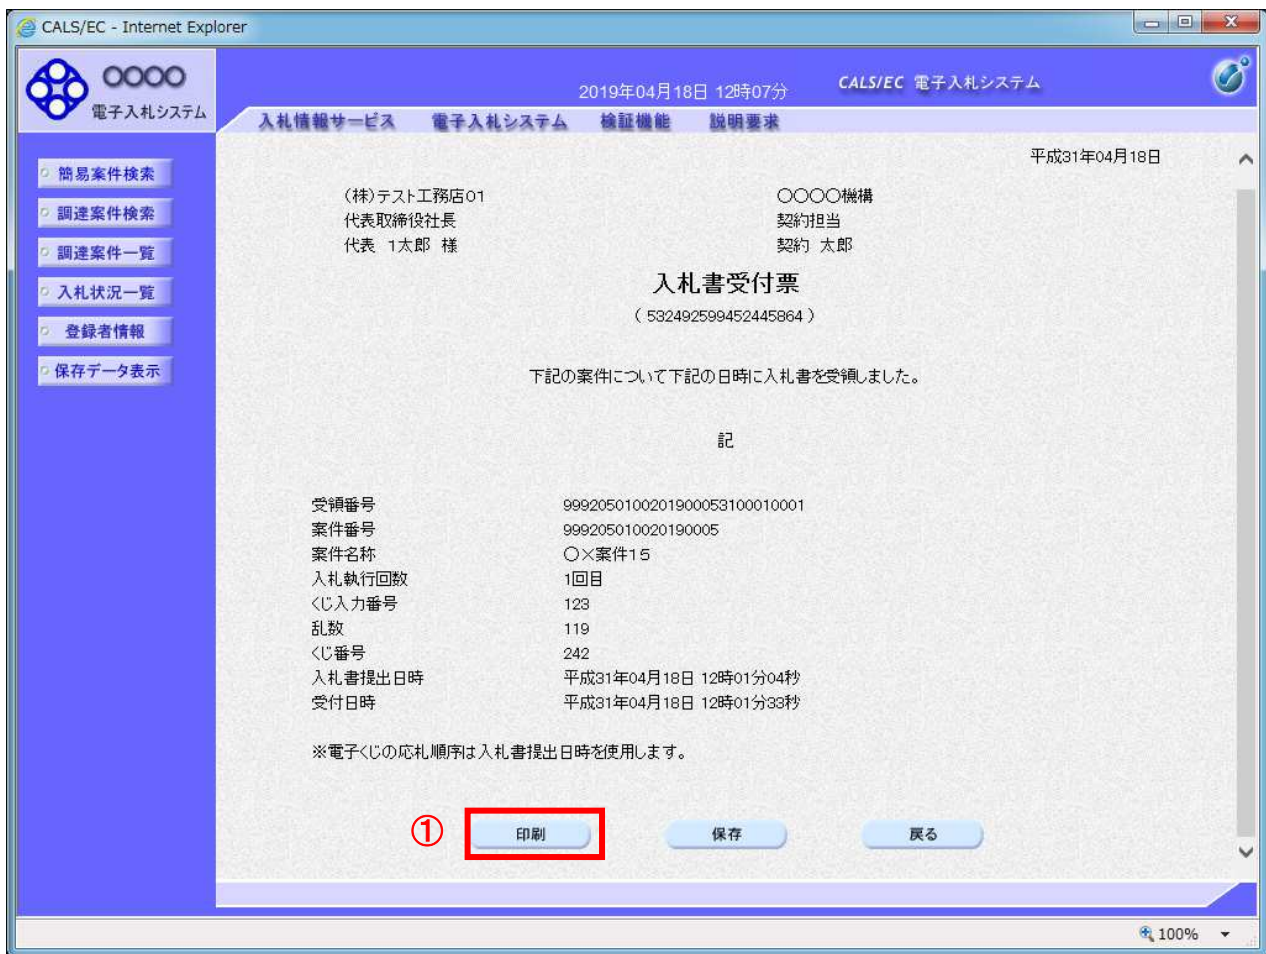 CALS/EC - Internet Explorer
OOOO
電子入札システム
2019年04月18日 12時07分
CALS/EC 電子入札システム
入札情報サービス 電子入札システム 検証機能 説明要求
簡易案件検索
調達案件検索
調達案件一覧
入札状況一覧
登録者情報
保存データ表示
平成31年04月18日
(株)テスト工務店01 〇〇〇〇機構
代表取締役社長 契約担当
代表 1太郎 様 契約 太郎
入札書受付票
( 532492599452445864 )
下記の案件について下記の日時に入札書を受領しました。
記
受領番号 99920501002019000531000​10001
案件番号 999205010020190005
案件名称 〇×案件15
入札執行回数 1回目
くじ入力番号 123
乱数 119
くじ番号 242
入札書提出日時 平成31年04月18日 12時01分04秒
受付日時 平成31年04月18日 12時01分33秒
※電子くじの応札順序は入札書提出日時を使用します。
① 印刷 保存 戻る
100%